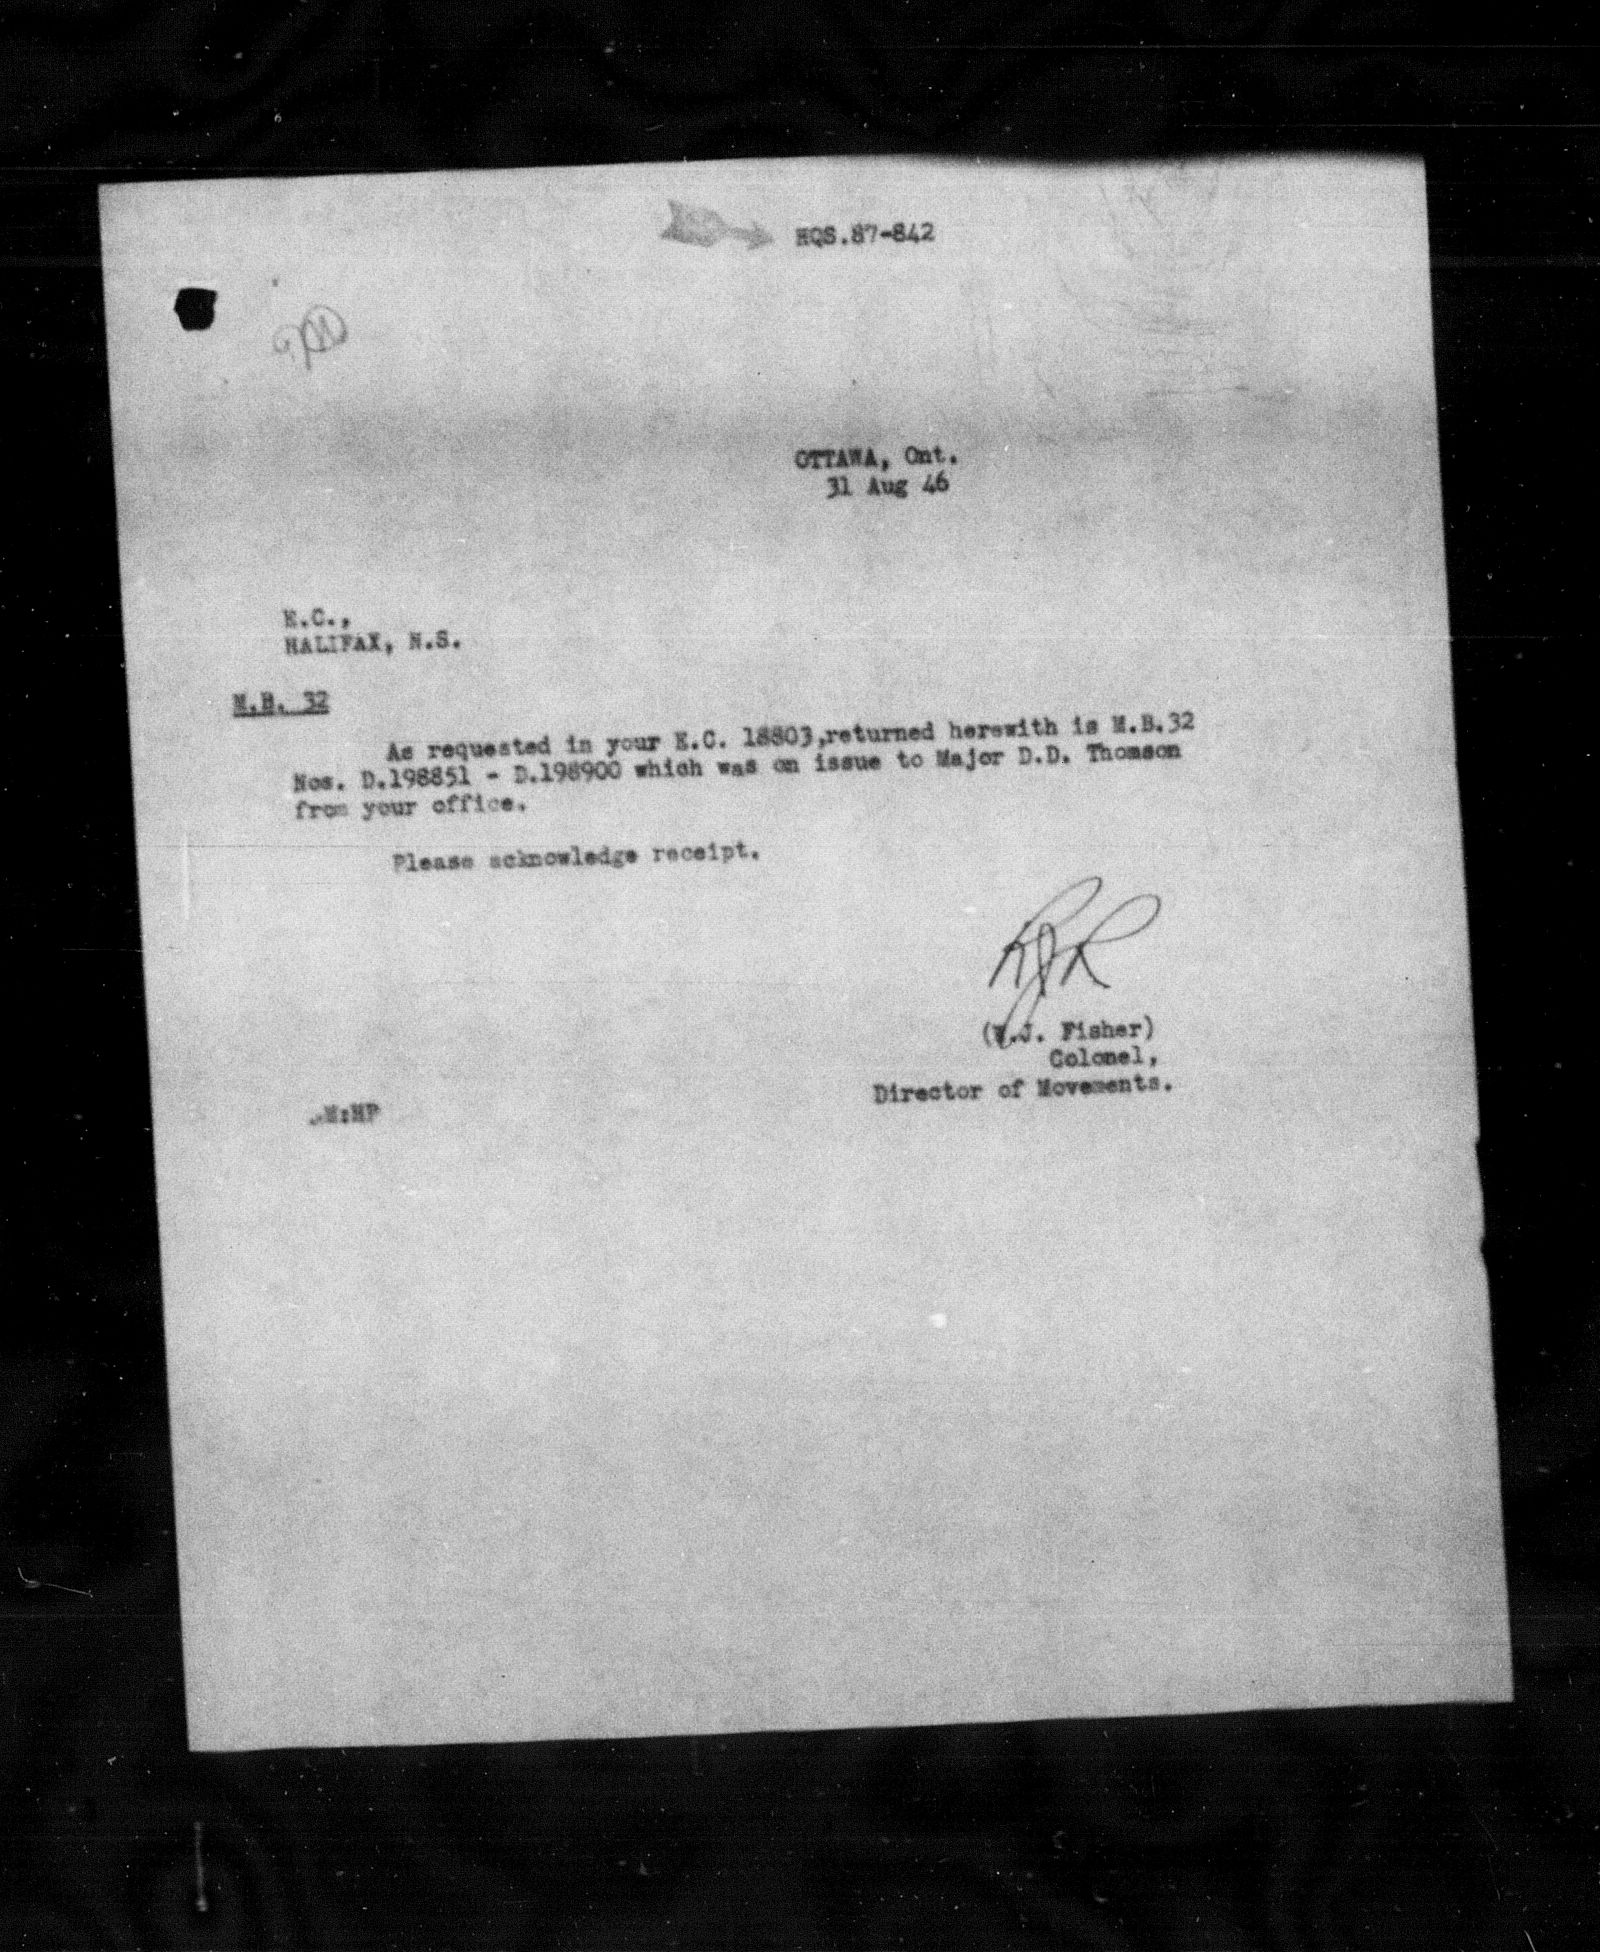 HQS.87-842
OTTAWA, Ont.
31 Aug 46
E.C.,
HALIFAX, N.S.
M.B. 32
As requested in your E.C. 18803,returned herewith is M.B.32
Nos. D.198851 - D.198900 which was on issue to Major D.D. Thomson
from your office.
Please acknowledge receipt.
RJR
Fisher)
Colonel,
Director of Movements.